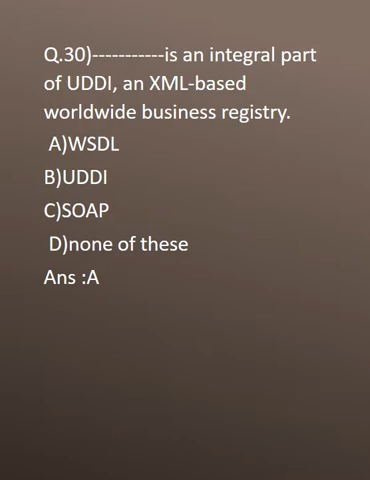 Q.30)-----------is an integral part
of UDDI, an XML-based
worldwide business registry.
A)WSDL
B)UDDI
C)SOAP
D)none of these
Ans :A